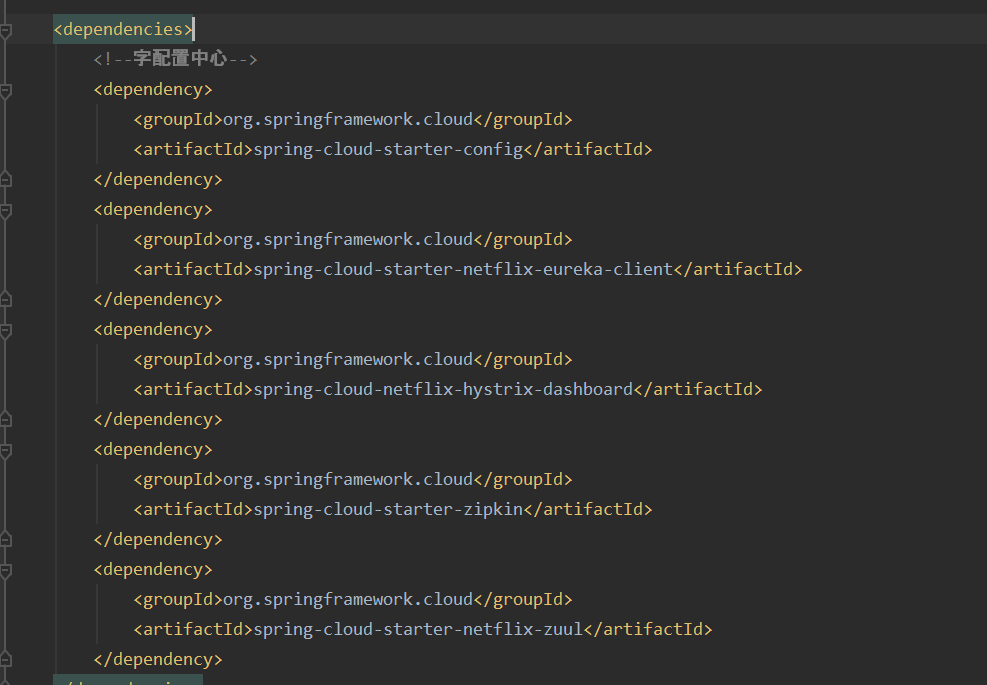 <dependencies>
<!--字配置中心-->
<dependency>
<groupId>org.springframework.cloud</groupId>
<artifactId>spring-cloud-starter-config</artifactId>
</dependency>
<dependency>
<groupId>org.springframework.cloud</groupId>
<artifactId>spring-cloud-starter-netflix-eureka-client</artifactId>
</dependency>
<dependency>
<groupId>org.springframework.cloud</groupId>
<artifactId>spring-cloud-netflix-hystrix-dashboard</artifactId>
</dependency>
<dependency>
<groupId>org.springframework.cloud</groupId>
<artifactId>spring-cloud-starter-zipkin</artifactId>
</dependency>
<dependency>
<groupId>org.springframework.cloud</groupId>
<artifactId>spring-cloud-starter-netflix-zuul</artifactId>
</dependency>